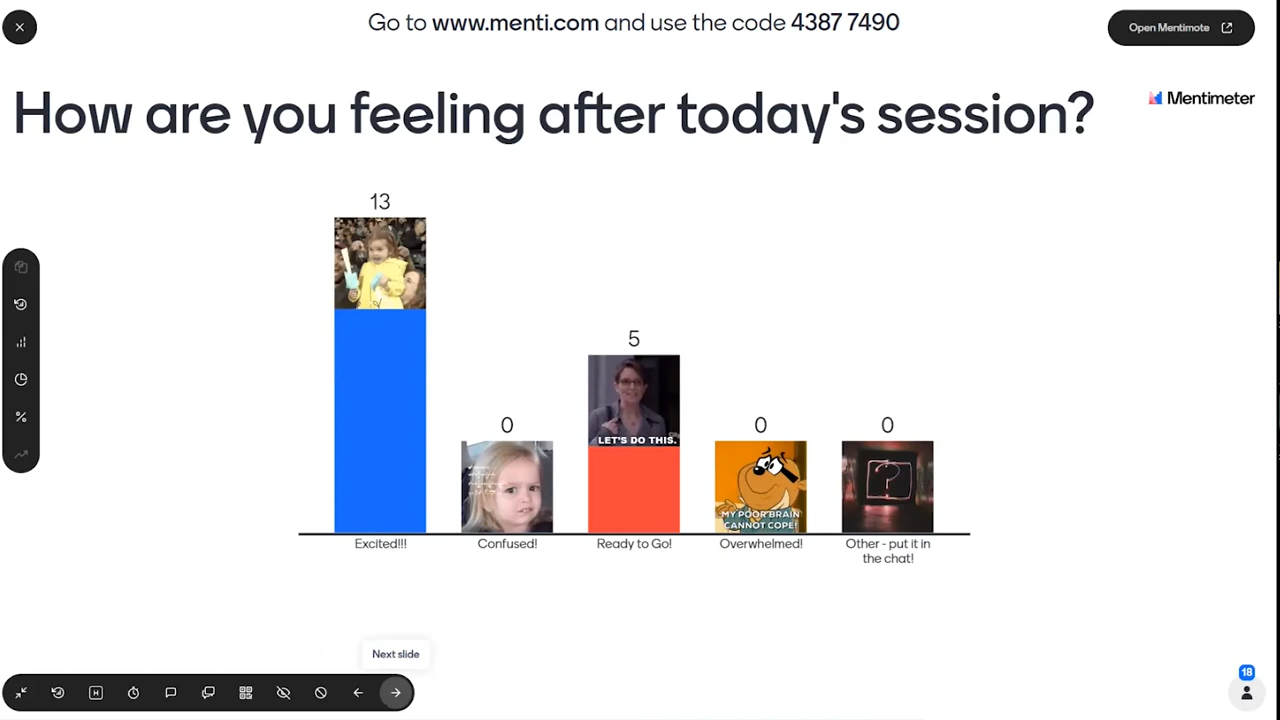 Go to www.menti.com and use the code 4387 7490
Open Mentimote
How are you feeling after today's session?
Mentimeter
13
0
5
0
0
LET'S DO THIS.
MY POOR BRAIN
CANNOT COPE!
?
Excited!!!
Confused!
Ready to Go!
Overwhelmed!
Other - put it in
the chat!
Next slide
H
18